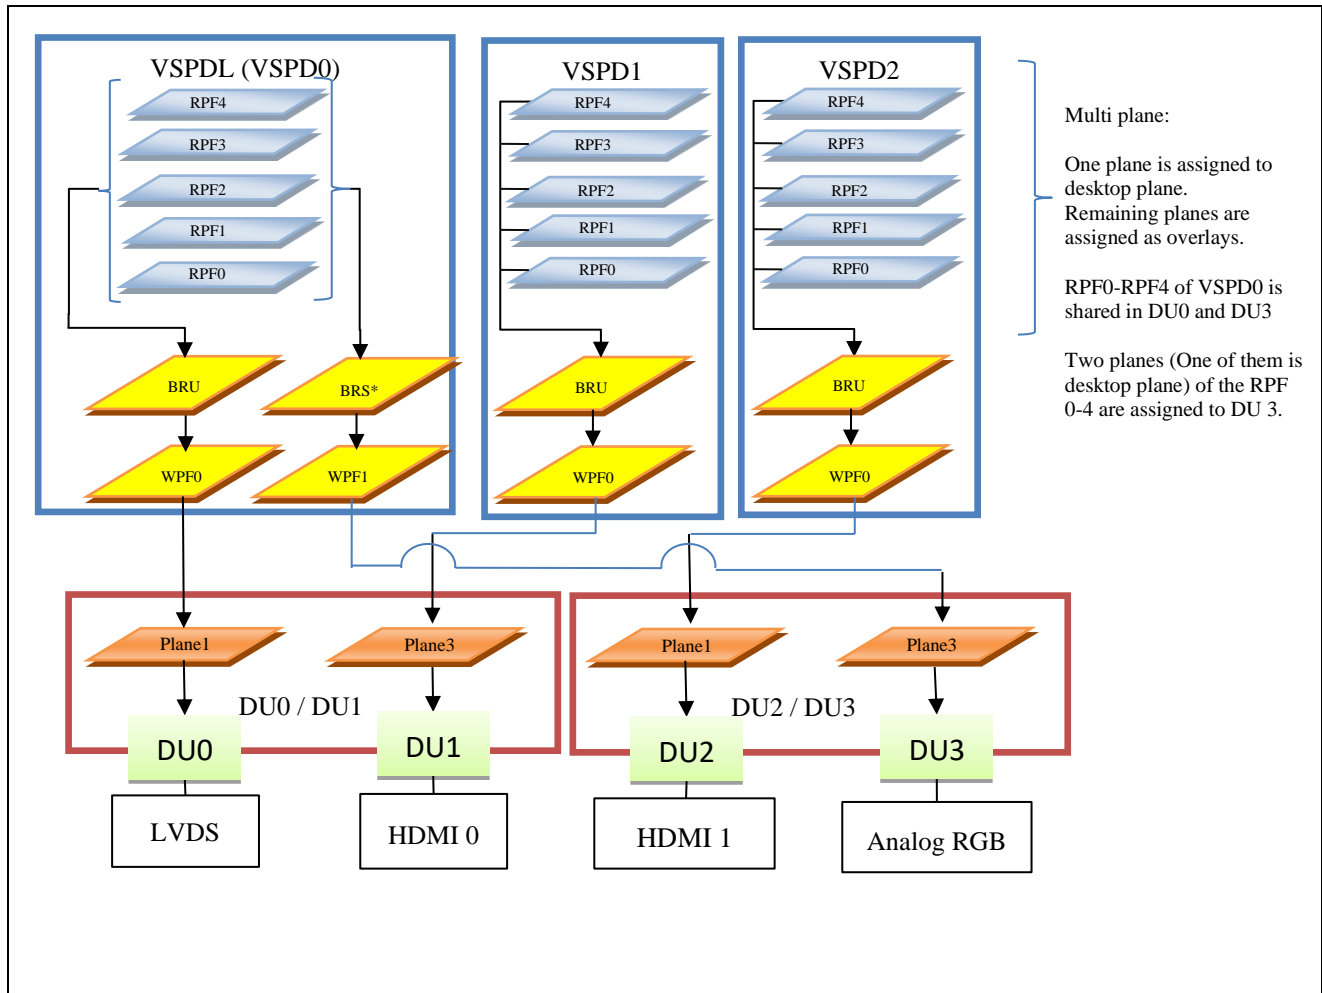 VSPDL (VSPD0)
RPF4
RPF3
RPF2
RPF1
RPF0
BRU
BRS*
WPF0
WPF1
VSPD1
RPF4
RPF3
RPF2
RPF1
RPF0
BRU
WPF0
VSPD2
RPF4
RPF3
RPF2
RPF1
RPF0
BRU
WPF0
Multi plane:
One plane is assigned to
desktop plane.
Remaining planes are
assigned as overlays.
RPF0-RPF4 of VSPD0 is
shared in DU0 and DU3
Two planes (One of them is
desktop plane) of the RPF
0-4 are assigned to DU 3.
Plane1
Plane3
DU0 / DU1
DU0
DU1
LVDS
HDMI 0
Plane1
Plane3
DU2 / DU3
DU2
DU3
HDMI 1
Analog RGB